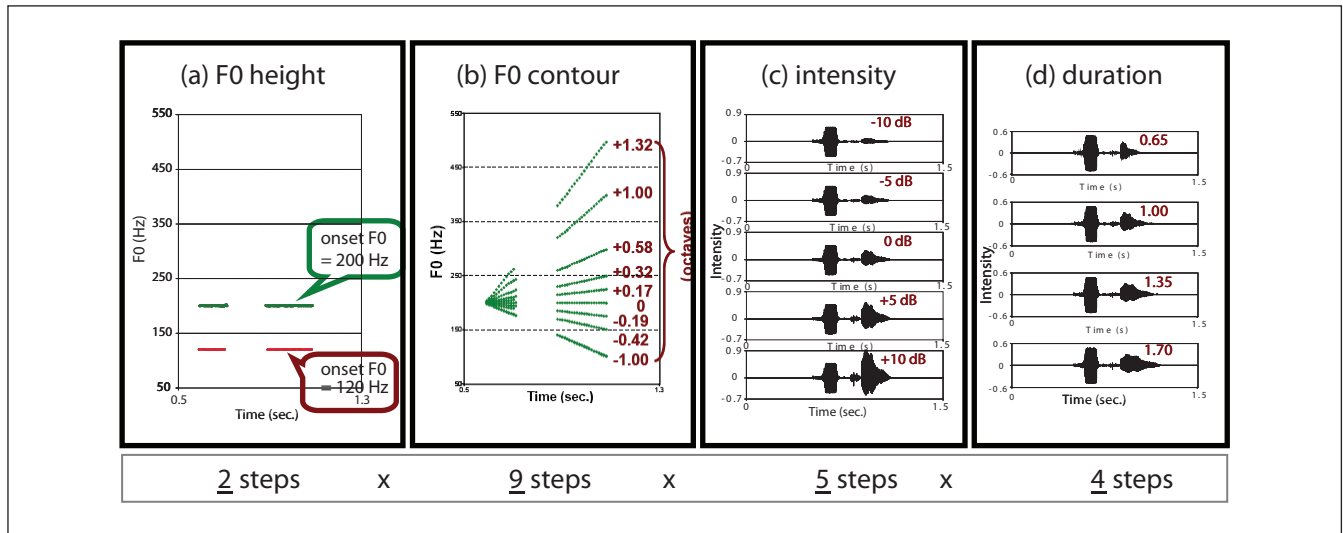 (a) F0 height
550
450
350
250
150
50
F0 (Hz)
onset F0
= 200 Hz
onset F0
= 120 Hz
0.5
1.3
Time (sec.)
(b) F0 contour
550
450
350
250
150
50
F0 (Hz)
+1.32
+1.00
+0.58
+0.32
+0.17
0
-0.19
-0.42
-1.00
(octaves)
0.5
1.3
Time (sec.)
(c) intensity
Intensity
0.9
0
-0.7
-10 dB
0
Time (s)
1.5
0.9
0
-0.7
-5 dB
0
Time (s)
1.5
0.9
0
-0.7
0 dB
0
Time (s)
1.5
0.9
0
-0.7
+5 dB
0
Time (s)
1.5
0.9
0
-0.7
+10 dB
0
Time (sec.)
1.5
(d) duration
Intensity
0.6
0
-0.6
0.65
0
Time (s)
1.5
0.6
0
-0.6
1.00
0
Time (s)
1.5
0.6
0
-0.6
1.35
0
Time (s)
1.5
0.6
0
-0.6
1.70
0
Time (sec.)
1.5
2 steps x 9 steps x 5 steps x 4 steps